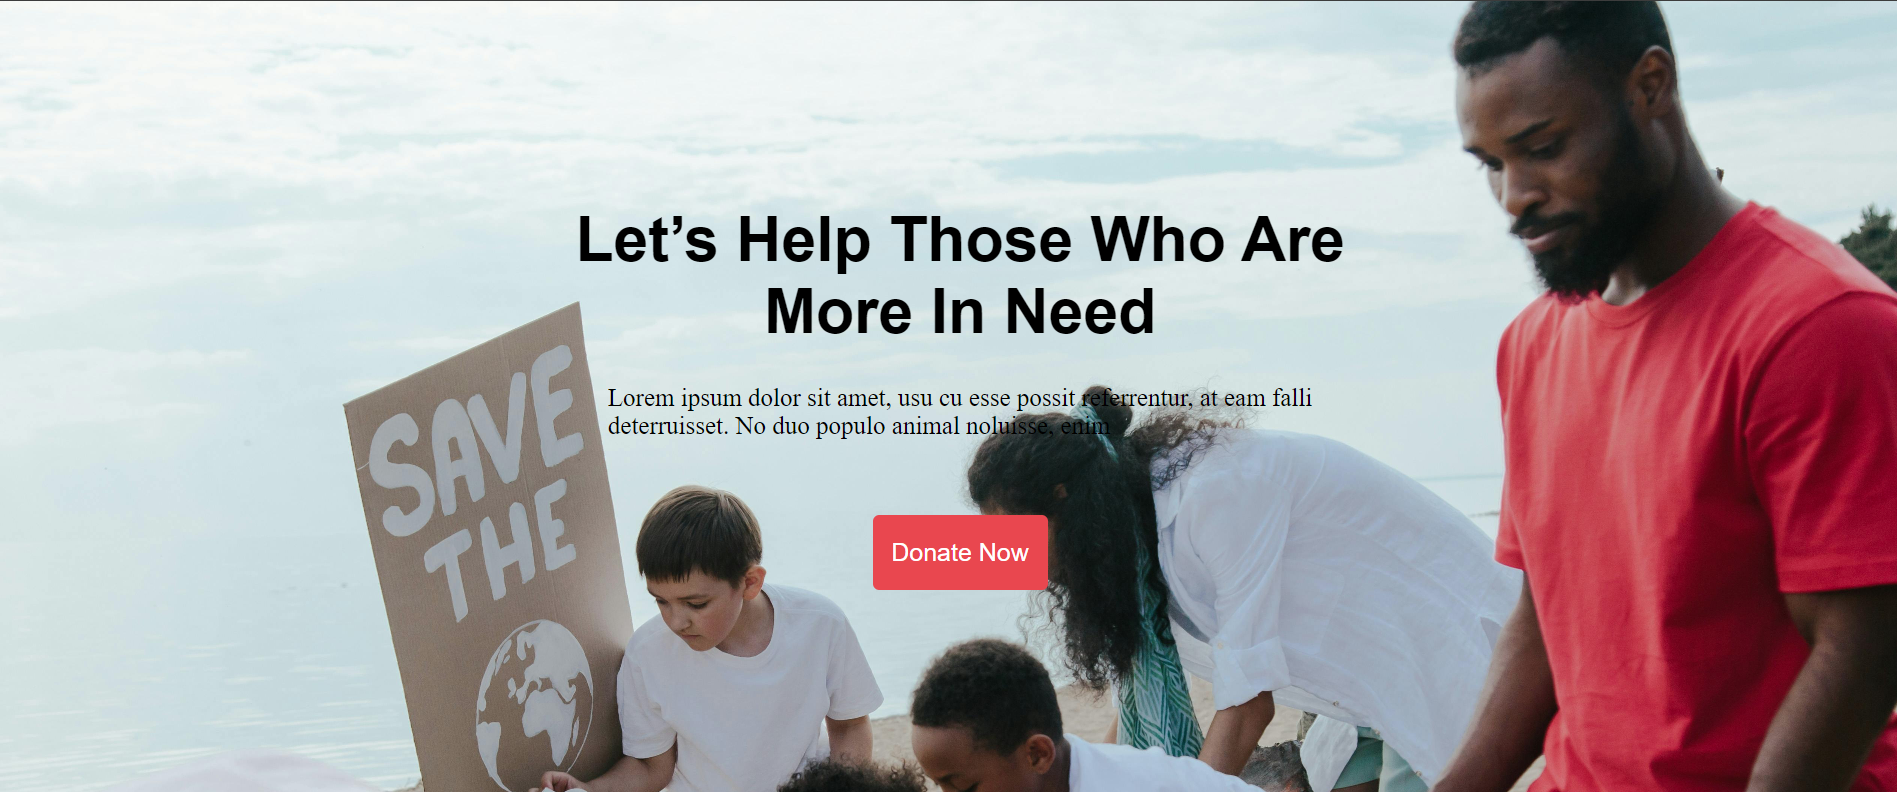 Let’s Help Those Who Are
More In Need
SAVE
THE
Lorem ipsum dolor sit amet, usu cu esse possit referrentur, at eam falli
deterruisset. No duo populo animal noluisse, enim
Donate Now